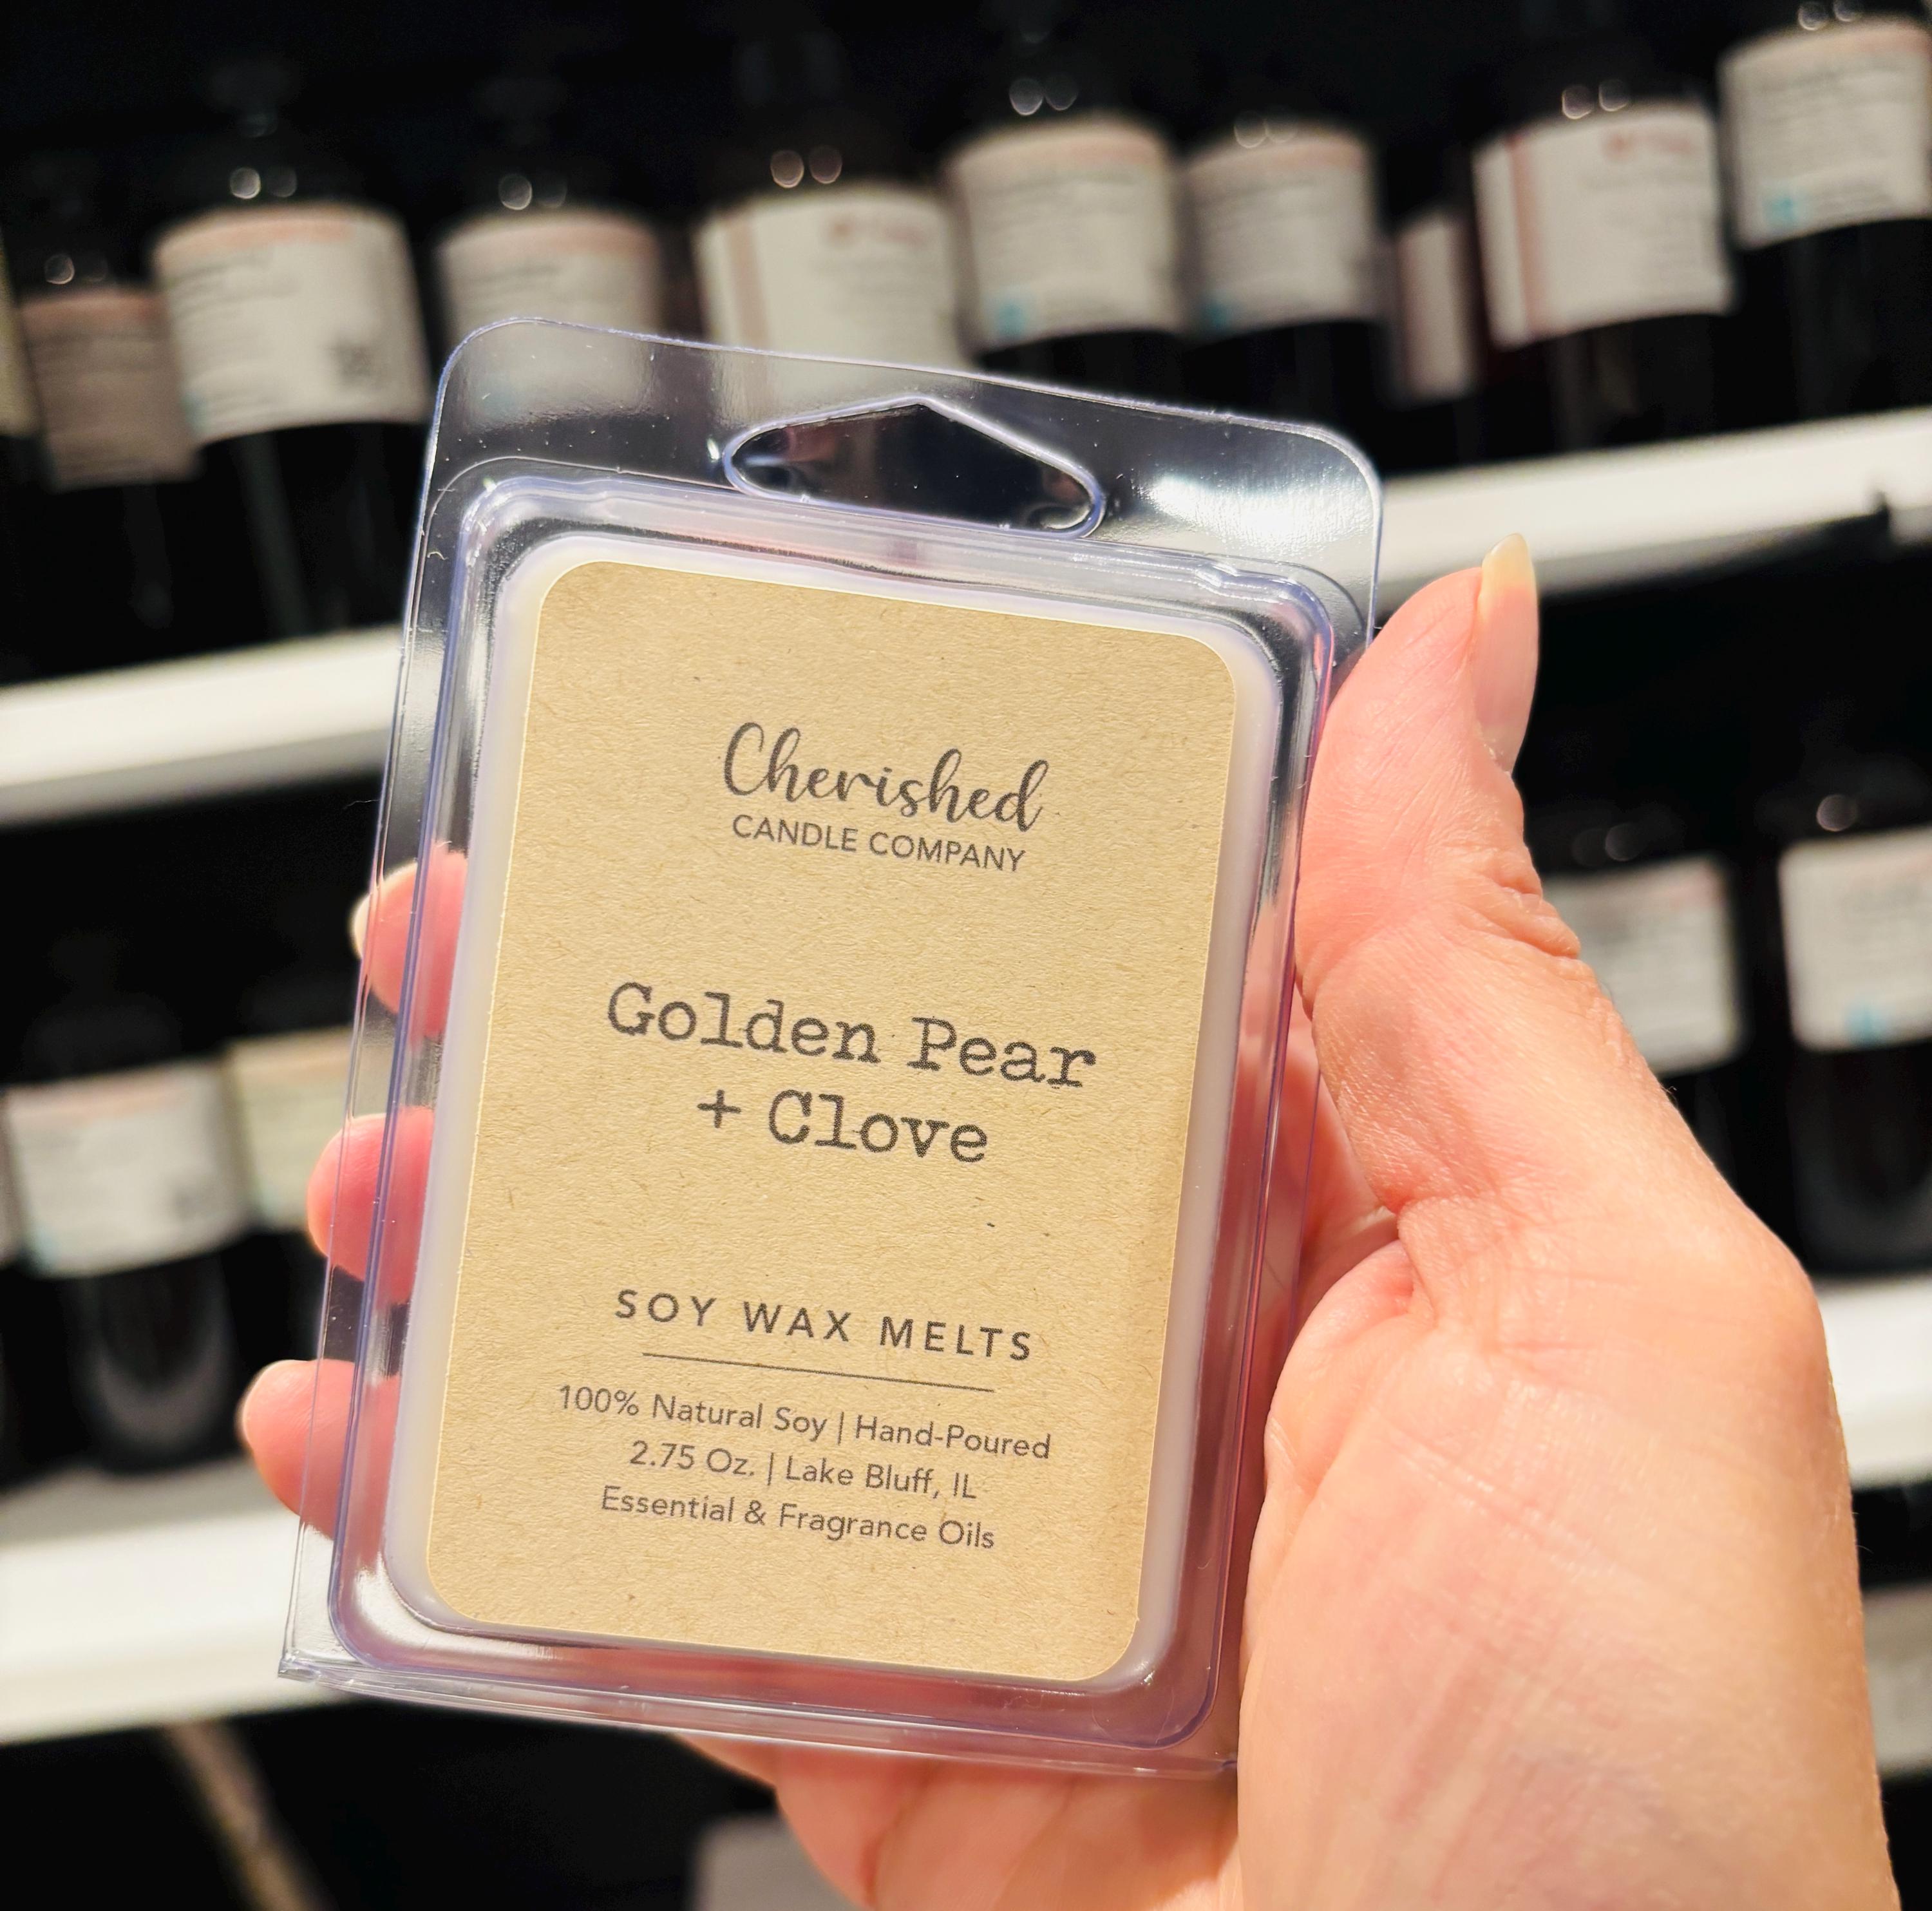 Cherished
CANDLE COMPANY
Golden Pear
+ Clove
SOY WAX MELTS
100% Natural Soy | Hand-Poured
2.75 Oz. | Lake Bluff, IL
Essential & Fragrance Oils